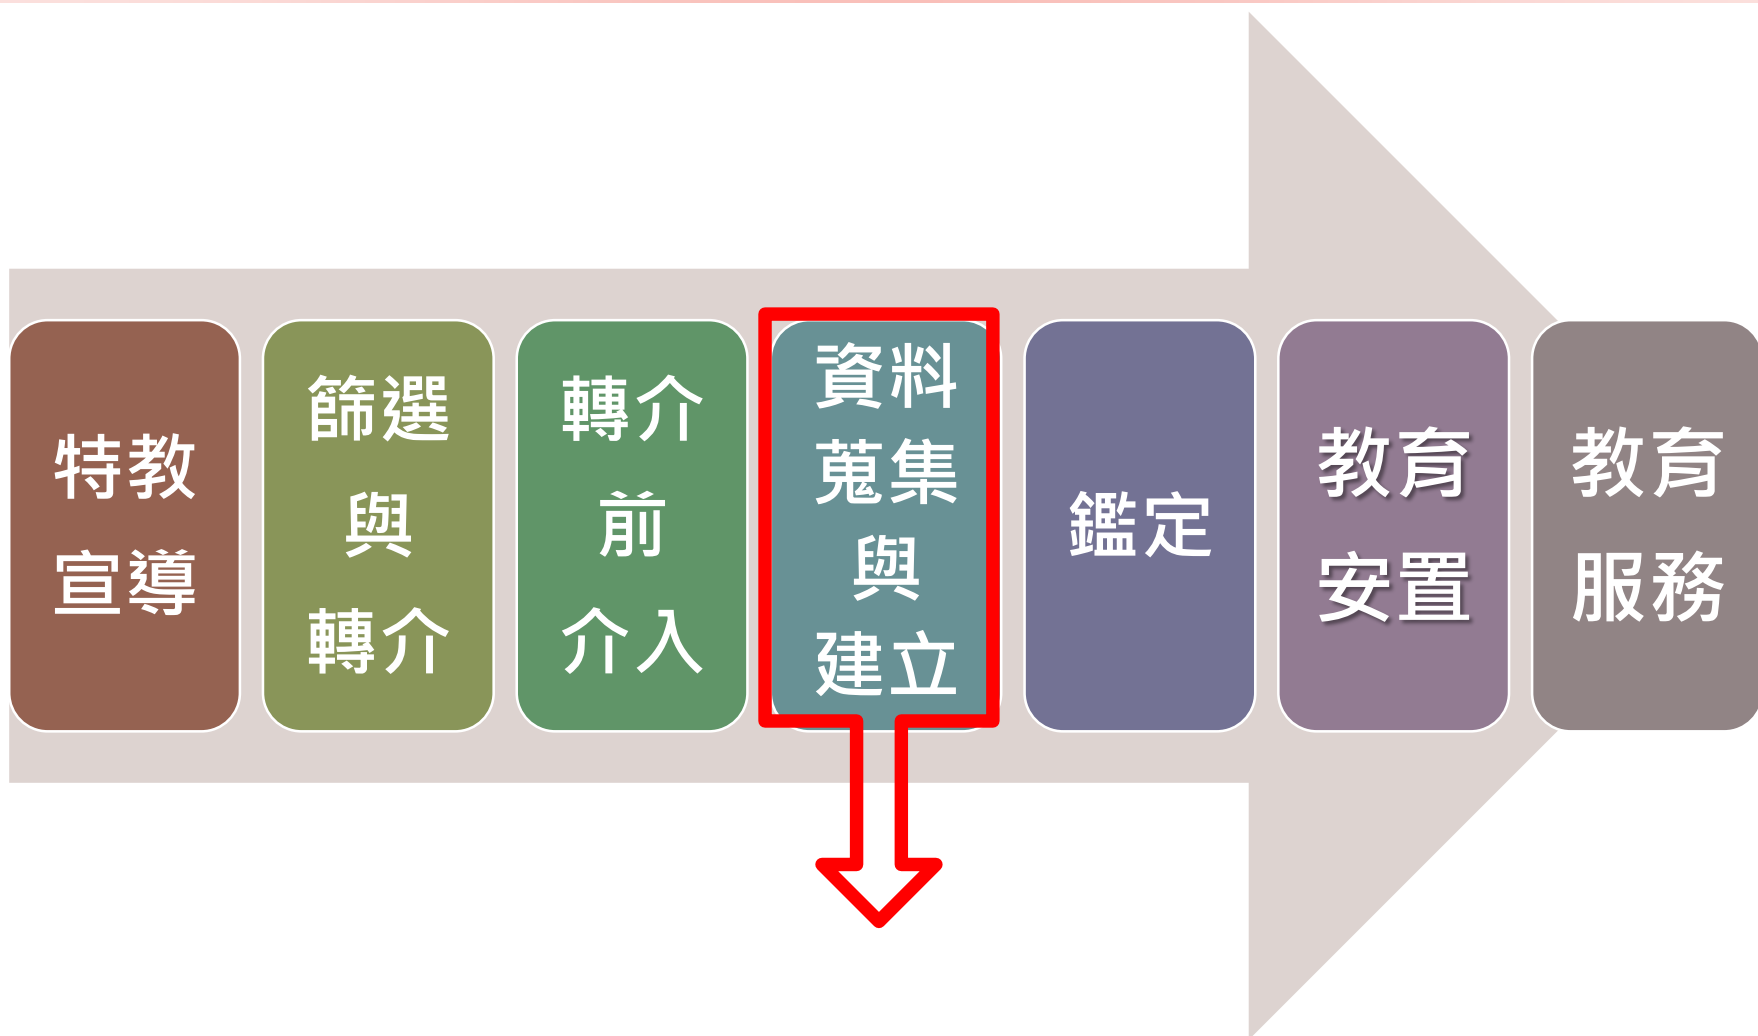 特教
宣導
篩選
與
轉介
轉介
前
介入
資料
蒐集
與
建立
鑑定
教育
安置
教育
服務